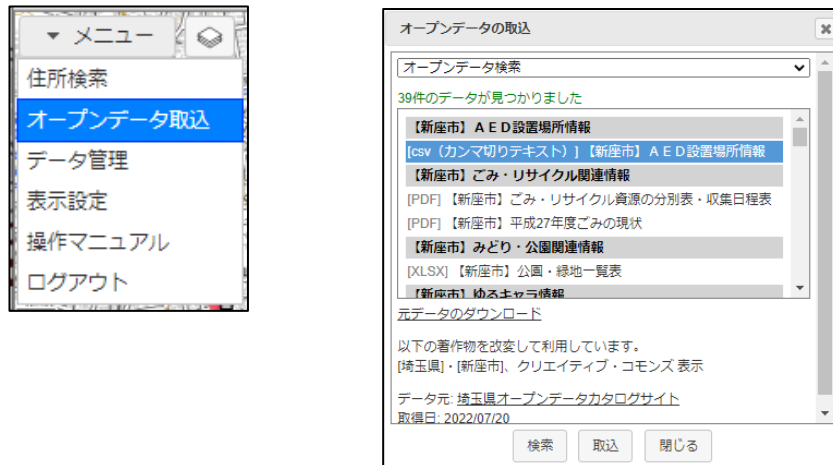 ▼ メニュー
住所検索
オープンデータ取込
データ管理
表示設定
操作マニュアル
ログアウト
オープンデータの取込
オープンデータ検索
39件のデータが見つかりました
【新座市】ＡＥＤ設置場所情報
[csv（カンマ切りテキスト）]【新座市】ＡＥＤ設置場所情報
【新座市】ごみ・リサイクル関連情報
[PDF]【新座市】ごみ・リサイクル資源の分別表・収集日程表
[PDF]【新座市】平成27年度ごみの現状
【新座市】みどり・公園関連情報
[XLSX]【新座市】公園・緑地一覧表
【新座市】ゆるキャラ情報
元データのダウンロード
以下の著作物を改変して利用しています。
[埼玉県]・[新座市]、クリエイティブ・コモンズ 表示
データ元: 埼玉県オープンデータカタログサイト
取得日: 2022/07/20
検索 取込 閉じる